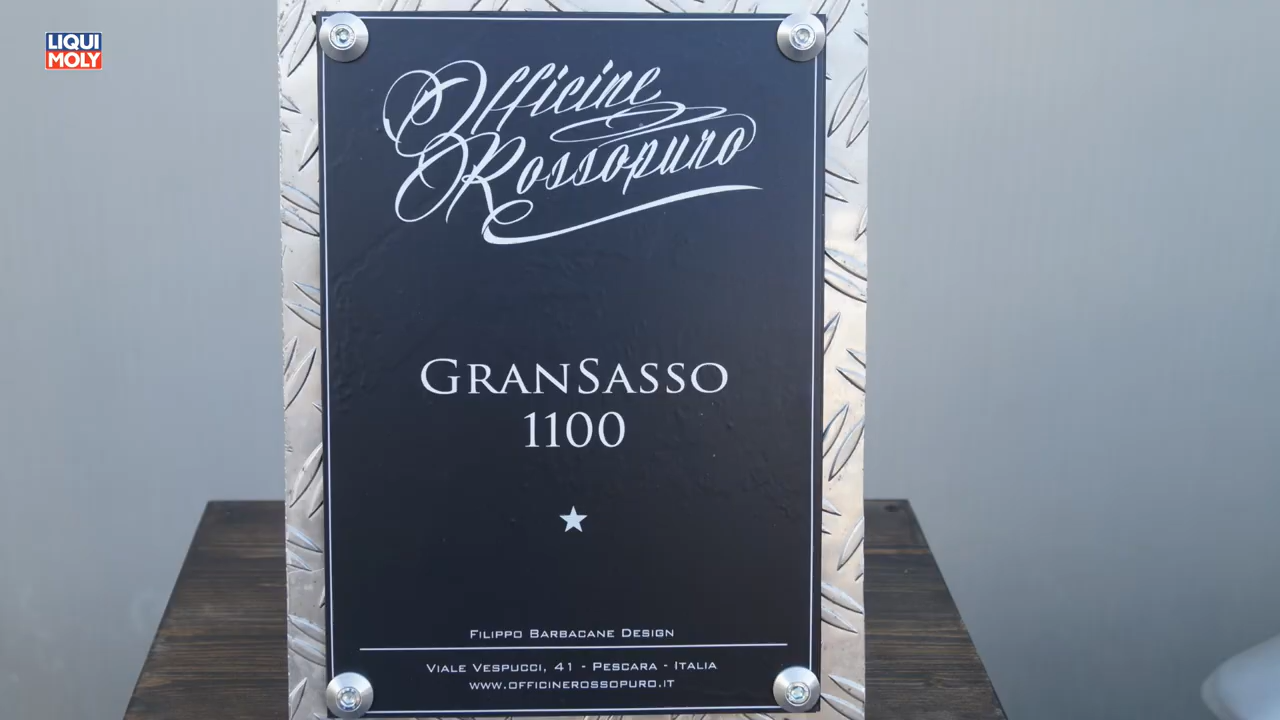 LIQUI
MOLY
Officine
Rossopuro
GRANSASSO
1100
FILIPPO BARBACANE DESIGN
VIALE VESPUCCI, 41 - PESCARA - ITALIA
WWW.OFFICINEROSSOPURO.IT